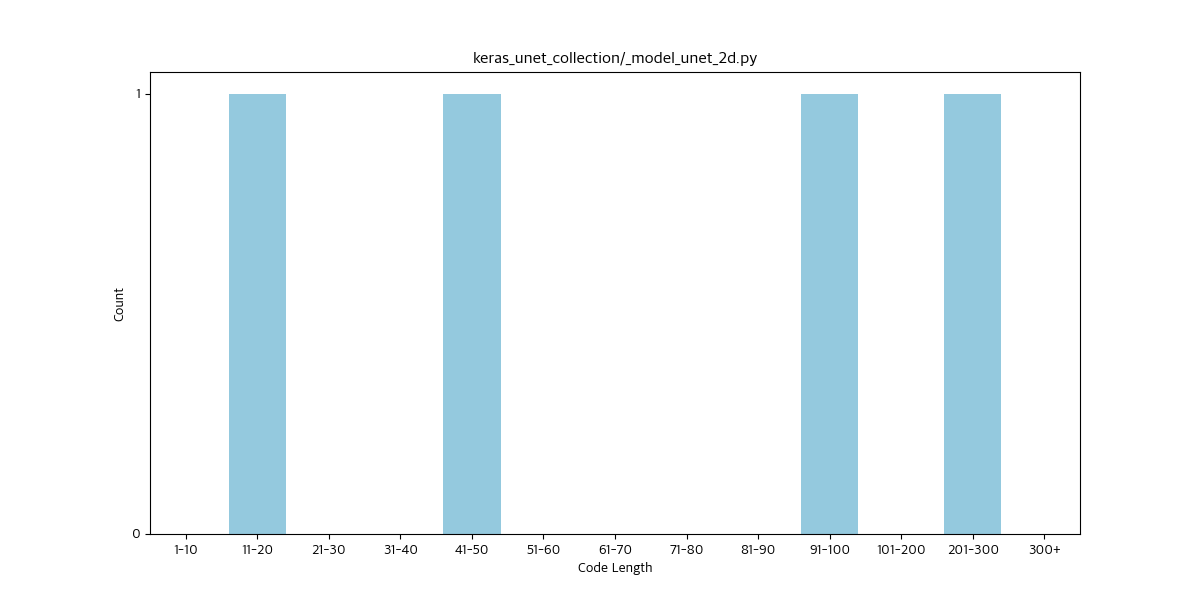 keras_unet_collection/_model_unet_2d.py
1
Count
0
1-10 11-20 21-30 31-40 41-50 51-60 61-70 71-80 81-90 91-100 101-200 201-300 300+
Code Length